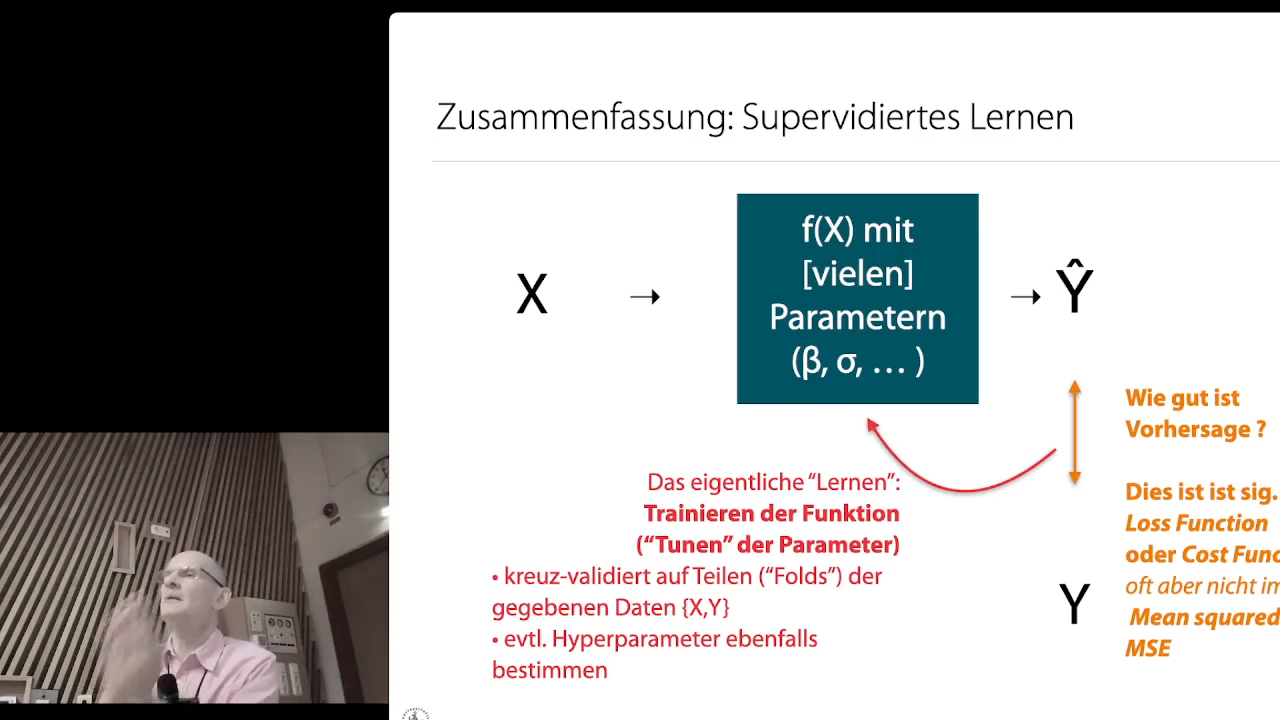 Zusammenfassung: Supervidiertes Lernen
X
→
f(X) mit
[vielen]
Parametern
(β, σ, … )
→
Ŷ
Wie gut ist
Vorhersage ?
Das eigentliche “Lernen”:
Trainieren der Funktion
(“Tunen” der Parameter)
• kreuz-validiert auf Teilen (“Folds”) der
gegebenen Daten {X,Y}
• evtl. Hyperparameter ebenfalls
bestimmen
Dies ist ist sig.
Loss Function
oder Cost Func
oft aber nicht im
Mean squared
MSE
Y